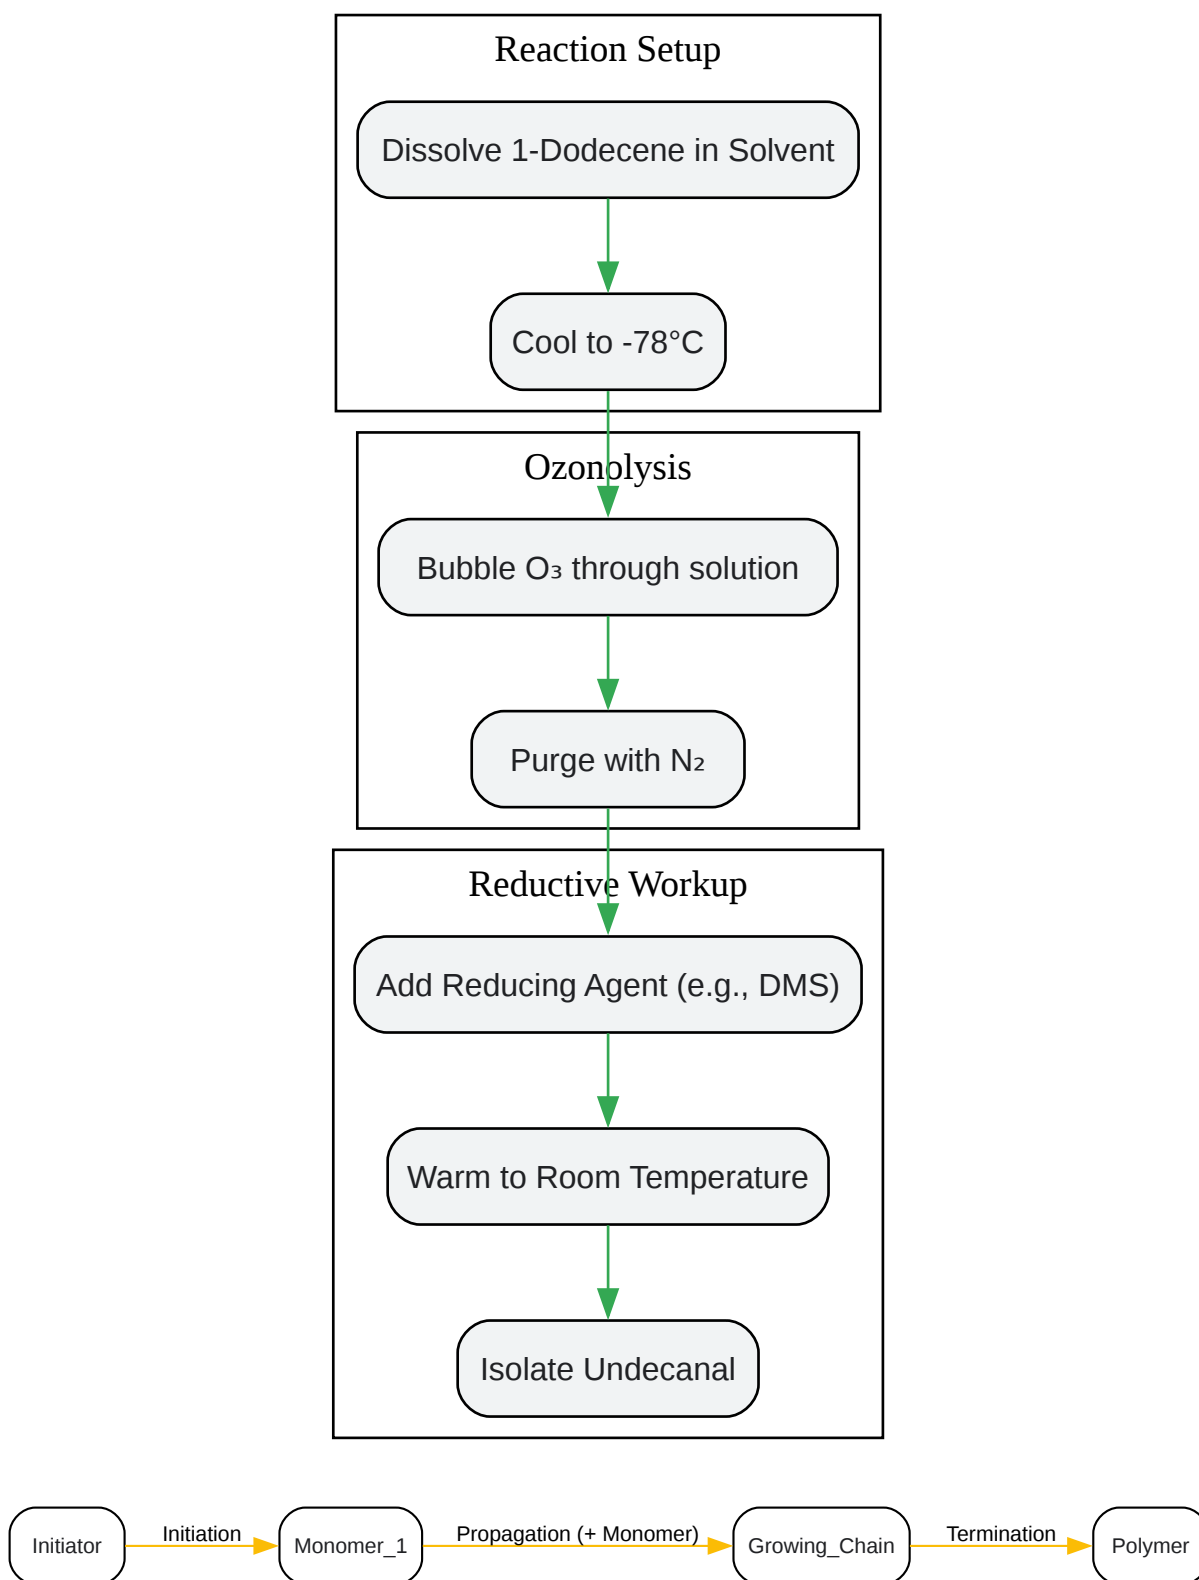 Reaction Setup
Dissolve 1-Dodecene in Solvent
Cool to -78°C
Ozonolysis
Bubble O₃ through solution
Purge with N₂
Reductive Workup
Add Reducing Agent (e.g., DMS)
Warm to Room Temperature
Isolate Undecanal
Initiator
Initiation
Monomer_1
Propagation (+ Monomer)
Growing_Chain
Termination
Polymer